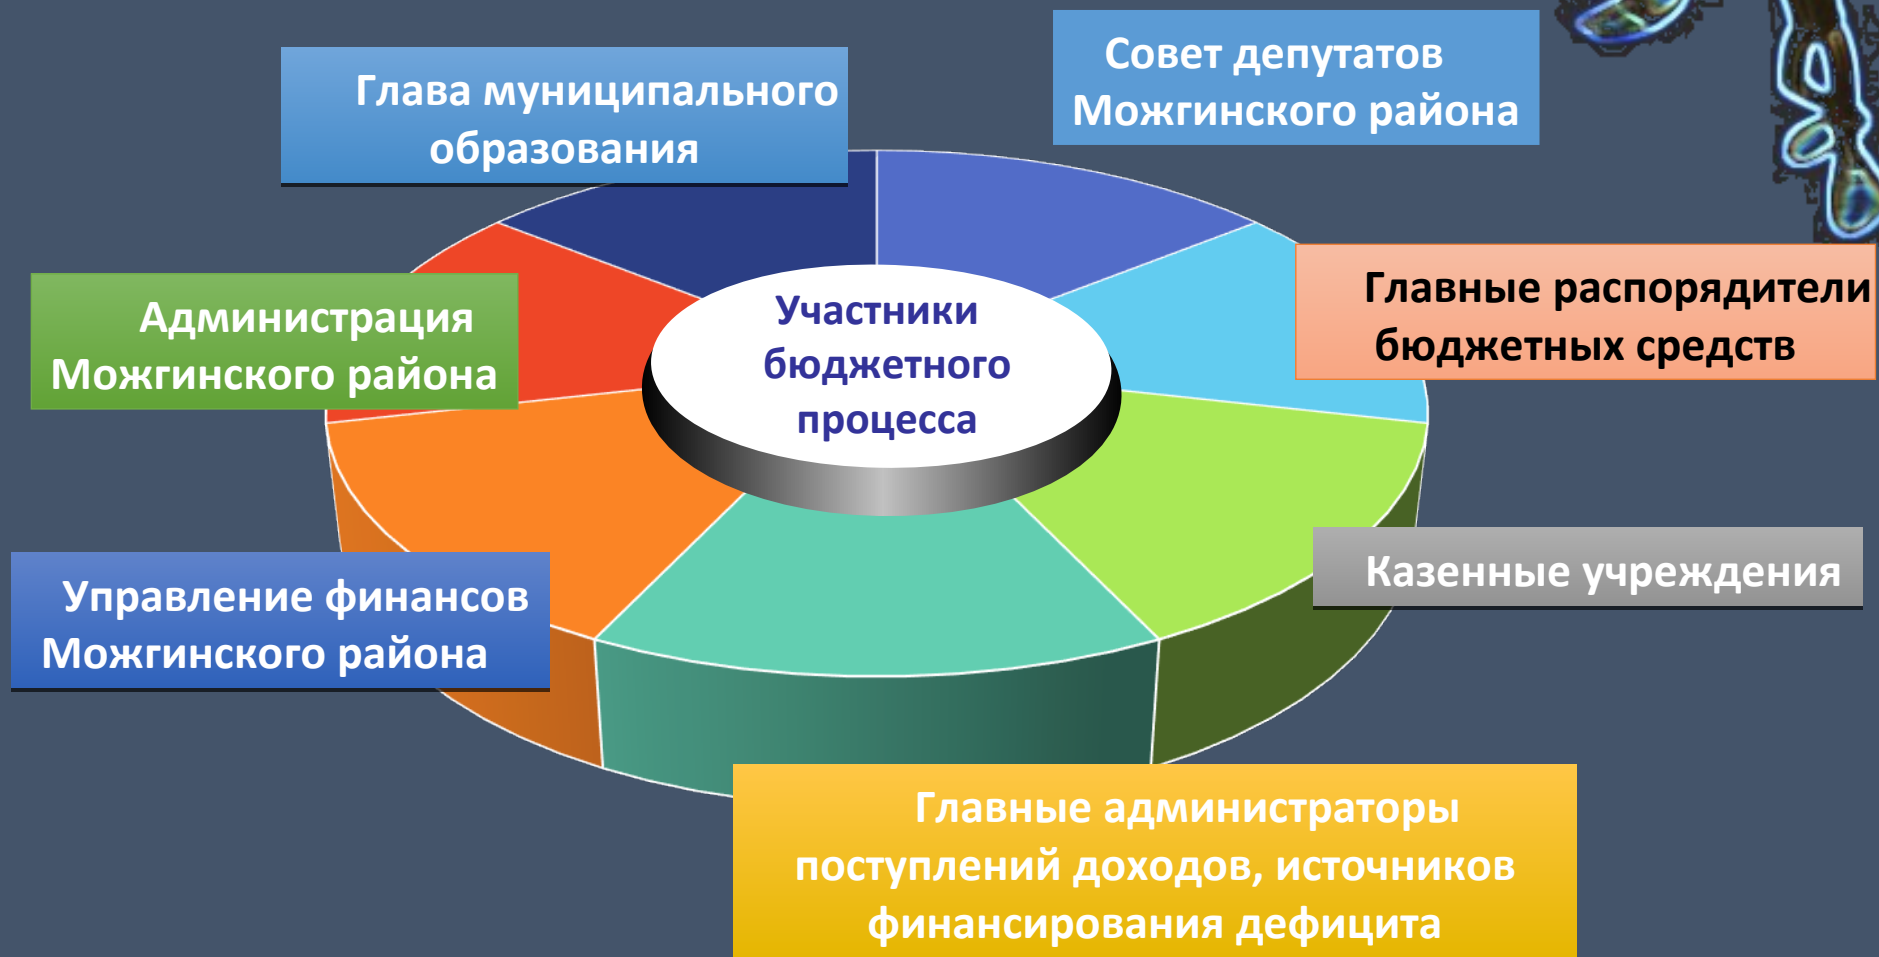 Глава муниципального
образования
Совет депутатов
Можгинского района
Администрация
Можгинского района
Участники
бюджетного
процесса
Главные распорядители
бюджетных средств
Управление финансов
Можгинского района
Казенные учреждения
Главные администраторы
поступлений доходов, источников
финансирования дефицита